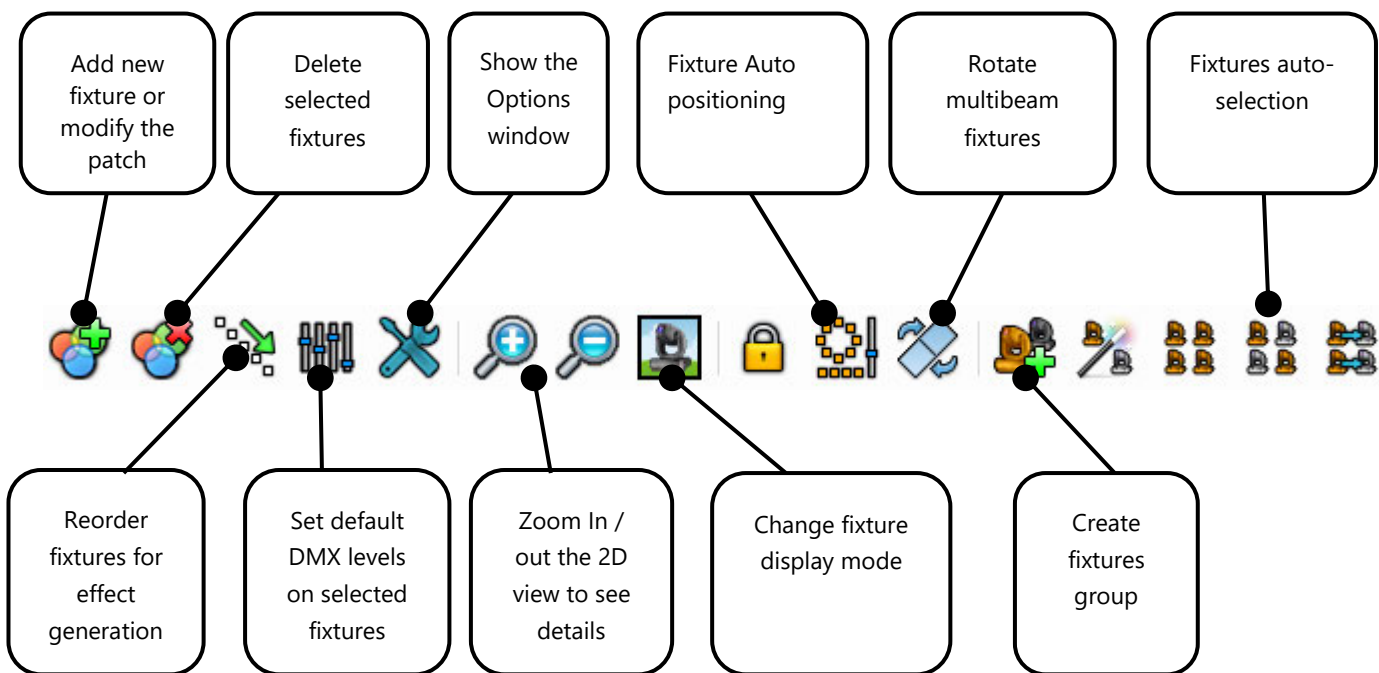 Add new
fixture or
modify the
patch
Delete
selected
fixtures
Show the
Options
window
Fixture Auto
positioning
Rotate
multibeam
fixtures
Fixtures auto-
selection
Reorder
fixtures for
effect
generation
Set default
DMX levels
on selected
fixtures
Zoom In /
out the 2D
view to see
details
Change fixture
display mode
Create
fixtures
group